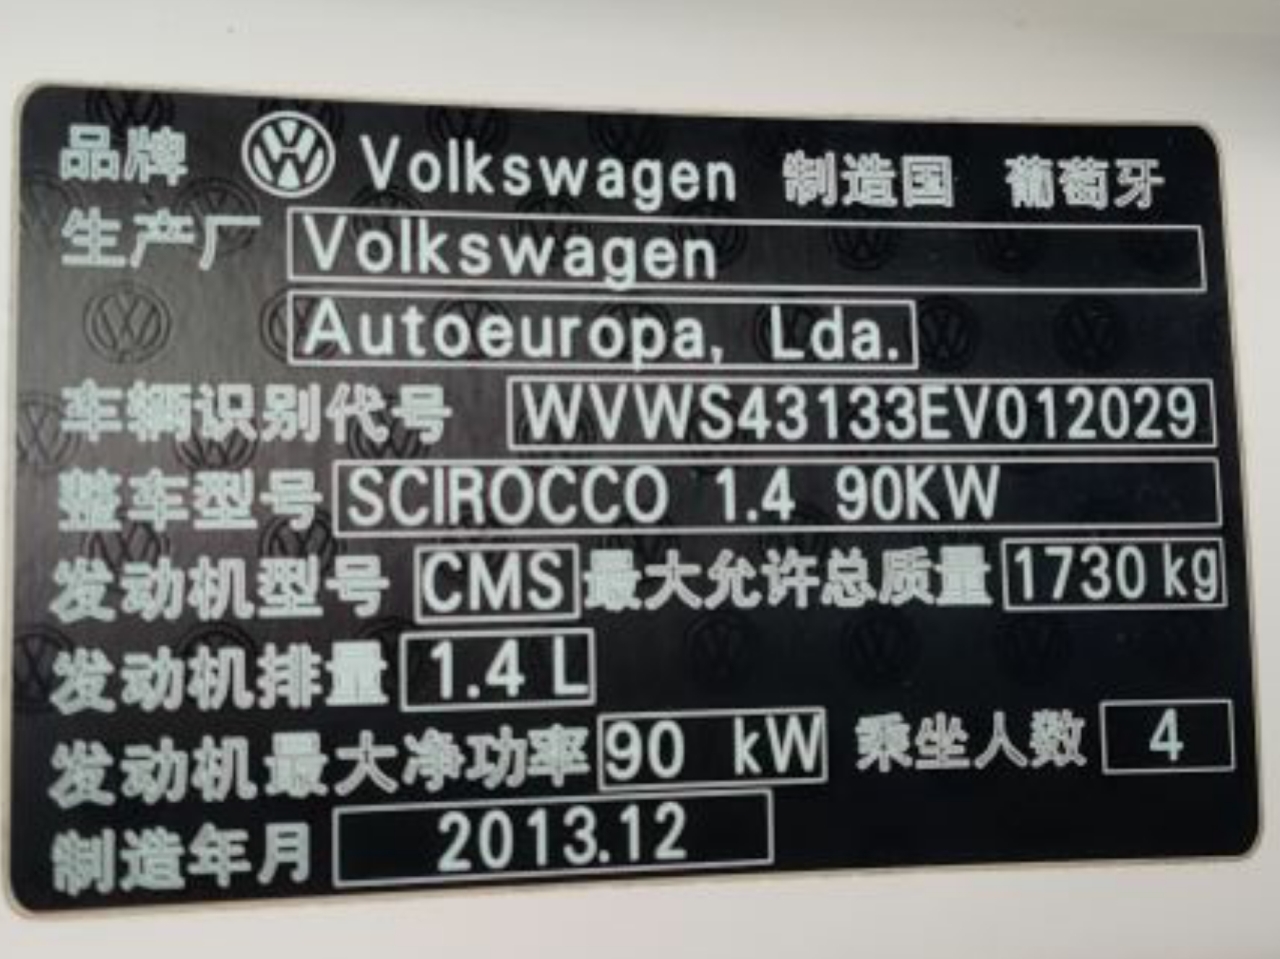 品牌 Volkswagen 制造国 葡萄牙
生产厂 Volkswagen
Autoeuropa, Lda.
车辆识别代号 WVWS43133EV012029
整车型号 SCIROCCO 1.4 90KW
发动机型号 CMS 最大允许总质量 1730 kg
发动机排量 1.4 L
发动机最大净功率 90 kW 乘坐人数 4
制造年月 2013.12